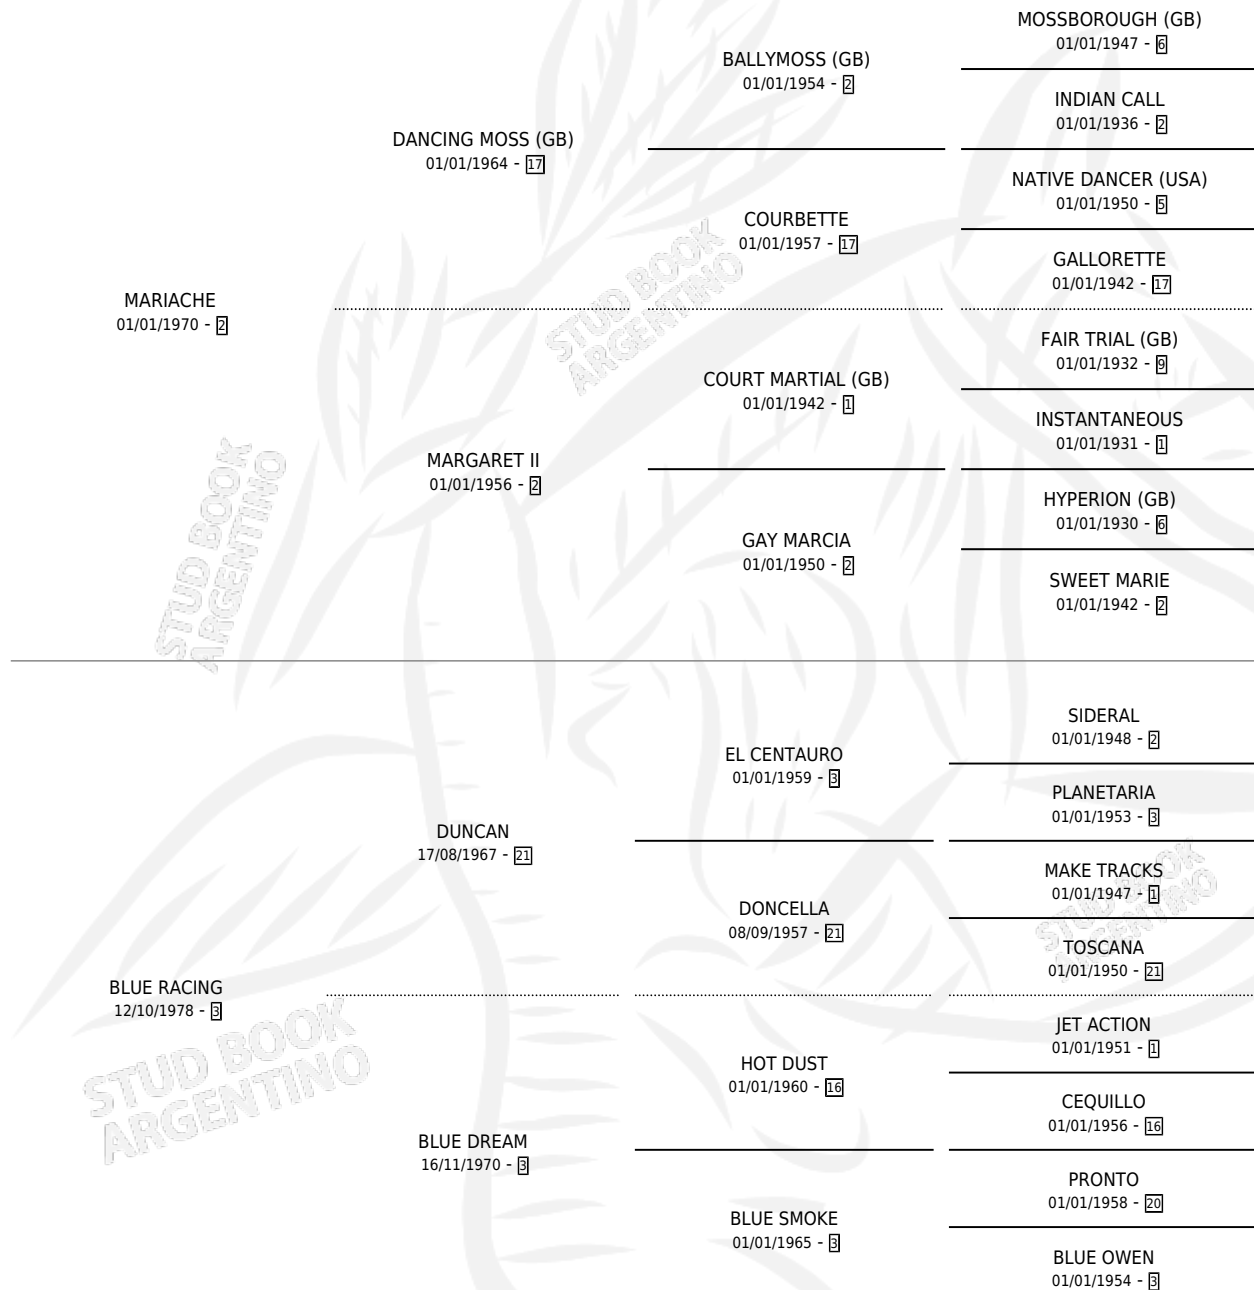 MARIACHE
01/01/1970 - 2
DANCING MOSS (GB)
01/01/1964 - 17
MARGARET II
01/01/1956 - 2
BALLYMOSS (GB)
01/01/1954 - 2
COURBETTE
01/01/1957 - 17
COURT MARTIAL (GB)
01/01/1942 - 1
GAY MARCIA
01/01/1950 - 2
MOSSBOROUGH (GB)
01/01/1947 - 6
INDIAN CALL
01/01/1936 - 2
NATIVE DANCER (USA)
01/01/1950 - 5
GALLORETTE
01/01/1942 - 17
FAIR TRIAL (GB)
01/01/1932 - 9
INSTANTANEOUS
01/01/1931 - 1
HYPERION (GB)
01/01/1930 - 6
SWEET MARIE
01/01/1942 - 2
STUD BOOK
ARGENTINO
STUD BOOK
ARGENTINO
BLUE RACING
12/10/1978 - 3
DUNCAN
17/08/1967 - 21
BLUE DREAM
16/11/1970 - 3
EL CENTAURO
01/01/1959 - 3
DONCELLA
08/09/1957 - 21
HOT DUST
01/01/1960 - 16
BLUE SMOKE
01/01/1965 - 3
SIDERAL
01/01/1948 - 2
PLANETARIA
01/01/1953 - 3
MAKE TRACKS
01/01/1947 - 1
TOSCANA
01/01/1950 - 21
JET ACTION
01/01/1951 - 1
CEQUILLO
01/01/1956 - 16
PRONTO
01/01/1958 - 20
BLUE OWEN
01/01/1954 - 3
STUD BOOK
ARGENTINO
STUD BOOK
ARGENTINO